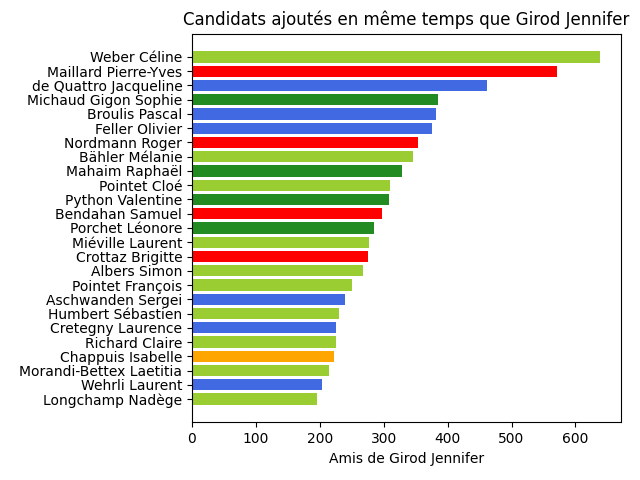 Candidats ajoutés en même temps que Girod Jennifer
Weber Céline
Maillard Pierre-Yves
de Quattro Jacqueline
Michaud Gigon Sophie
Broulis Pascal
Feller Olivier
Nordmann Roger
Bähler Mélanie
Mahaim Raphaël
Pointet Cloé
Python Valentine
Bendahan Samuel
Porchet Léonore
Miéville Laurent
Crottaz Brigitte
Albers Simon
Pointet François
Aschwanden Sergei
Humbert Sébastien
Cretegny Laurence
Richard Claire
Chappuis Isabelle
Morandi-Bettex Laetitia
Wehrli Laurent
Longchamp Nadège
0 100 200 300 400 500 600
Amis de Girod Jennifer